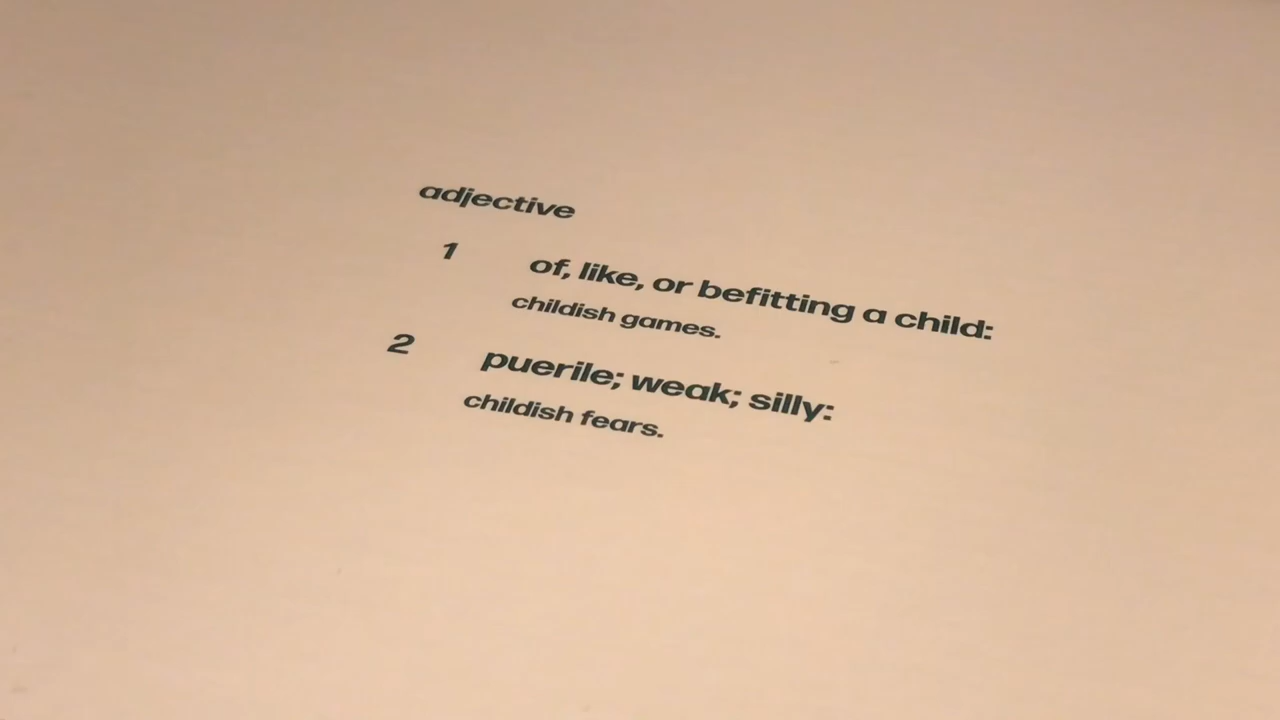 adjective
1 of, like, or befitting a child:
childish games.
2 puerile; weak; silly:
childish fears.